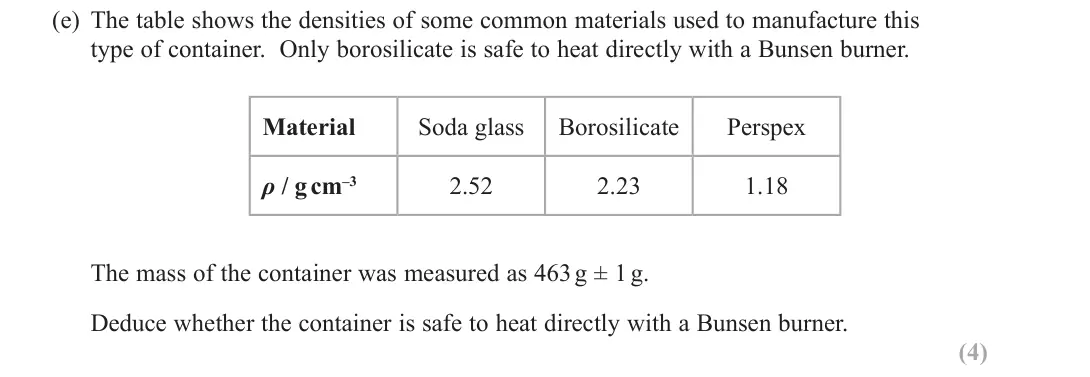 (e) The table shows the densities of some common materials used to manufacture this
type of container. Only borosilicate is safe to heat directly with a Bunsen burner.
Material Soda glass Borosilicate Perspex
ρ / g cm⁻³ 2.52 2.23 1.18
The mass of the container was measured as 463 g ± 1 g.
Deduce whether the container is safe to heat directly with a Bunsen burner.
(4)